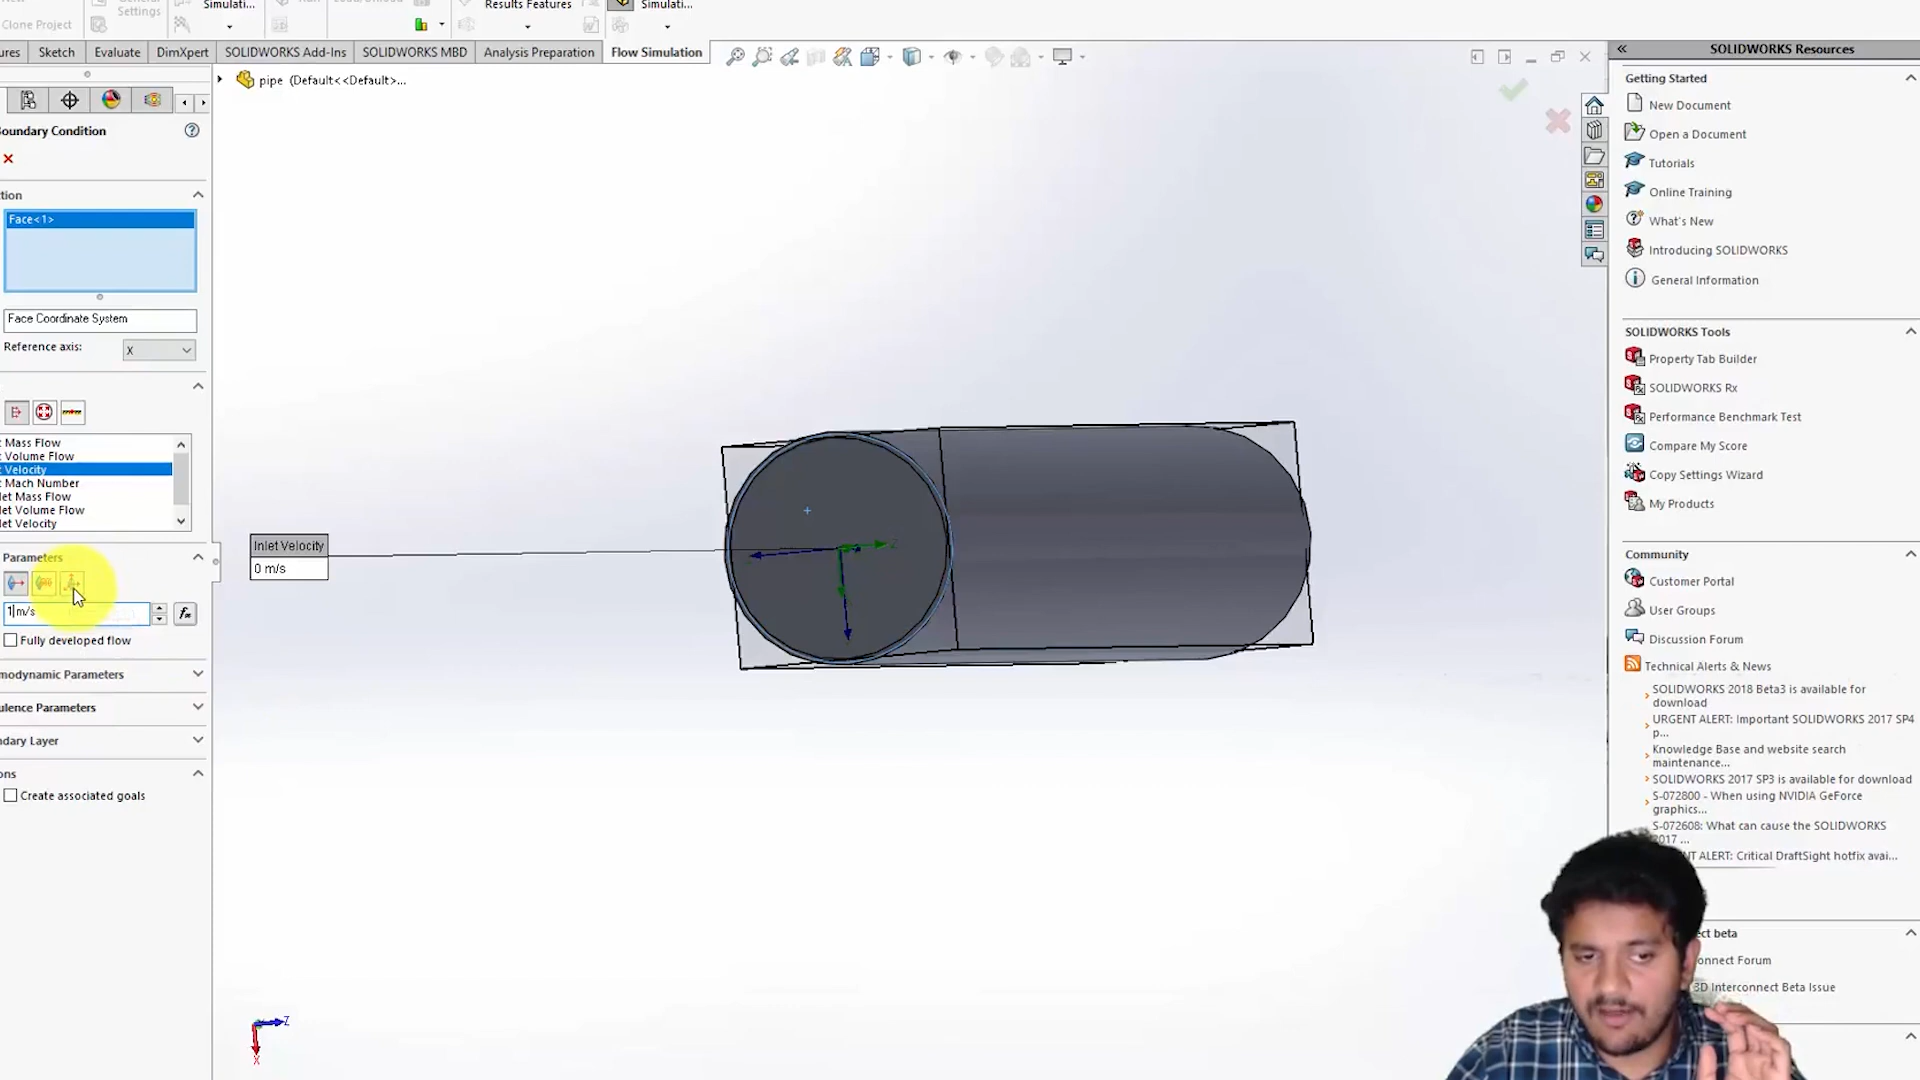 Clone Project
General
Settings
Simulati...
Results Features
Simulati...
ures
Sketch
Evaluate
DimXpert
SOLIDWORKS Add-Ins
SOLIDWORKS MBD
Analysis Preparation
Flow Simulation
SOLIDWORKS Resources
pipe (Default<<Default>...
oundary Condition
tion
Face<1>
Face Coordinate System
Reference axis:
X
t Mass Flow
t Volume Flow
t Velocity
t Mach Number
let Mass Flow
let Volume Flow
let Velocity
Parameters
1 m/s
Fully developed flow
modynamic Parameters
ulence Parameters
ndary Layer
ons
Create associated goals
Inlet Velocity
0 m/s
Z
X
Getting Started
New Document
Open a Document
Tutorials
Online Training
What's New
Introducing SOLIDWORKS
General Information
SOLIDWORKS Tools
Property Tab Builder
SOLIDWORKS Rx
Performance Benchmark Test
Compare My Score
Copy Settings Wizard
My Products
Community
Customer Portal
User Groups
Discussion Forum
Technical Alerts & News
SOLIDWORKS 2018 Beta3 is available for
download
URGENT ALERT: Important SOLIDWORKS 2017 SP4
p...
Knowledge Base and website search
maintenance...
SOLIDWORKS 2017 SP3 is available for download
S-072800 - When using NVIDIA GeForce
graphics...
S-072608: What can cause the SOLIDWORKS
2017 ...
NT ALERT: Critical DraftSight hotfix avai...
ect beta
onnect Forum
3D Interconnect Beta Issue